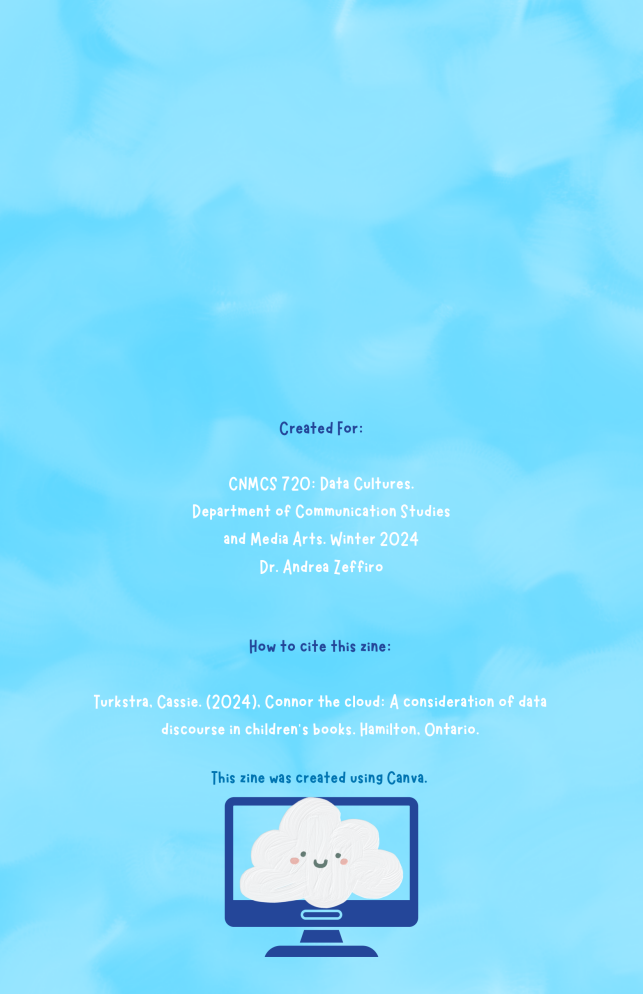 Created For:
CNMCS 720: Data Cultures.
Department of Communication Studies
and Media Arts. Winter 2024
Dr. Andrea Zeffiro
How to cite this zine:
Turkstra, Cassie. (2024). Connor the cloud: A consideration of data
discourse in children's books. Hamilton, Ontario.
This zine was created using Canva.